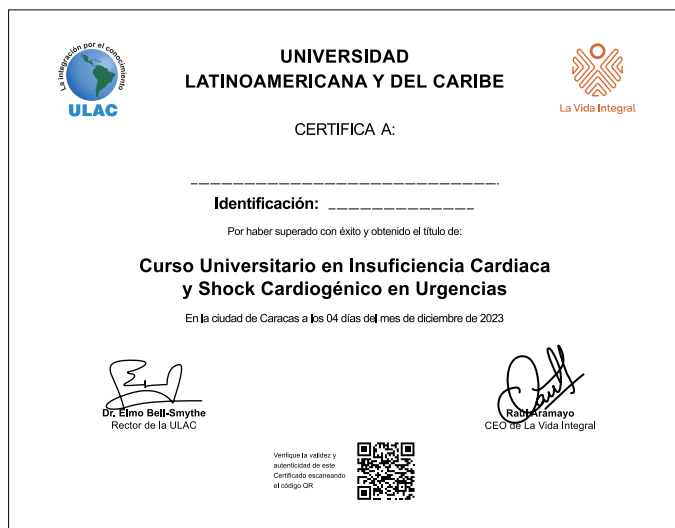 La integración por el conocimiento
ULAC
UNIVERSIDAD
LATINOAMERICANA Y DEL CARIBE
La Vida Integral
CERTIFICA A:
Identificación:
Por haber superado con éxito y obtenido el título de:
Curso Universitario en Insuficiencia Cardiaca
y Shock Cardiogénico en Urgencias
En la ciudad de Caracas a los 04 días del mes de diciembre de 2023
Dr. Elmo Bell-Smythe
Rector de la ULAC
Raúl Aramayo
CEO de La Vida Integral
Verifique la validez y
autenticidad de este
Certificado escaneando
el código QR